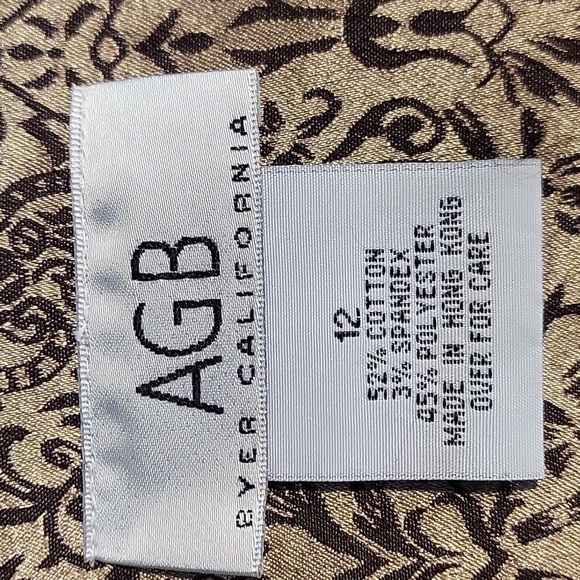 AGB
BYER CALIFORNIA
12
52% COTTON
3% SPANDEX
45% POLYESTER
MADE IN HONG KONG
OVER FOR CARE